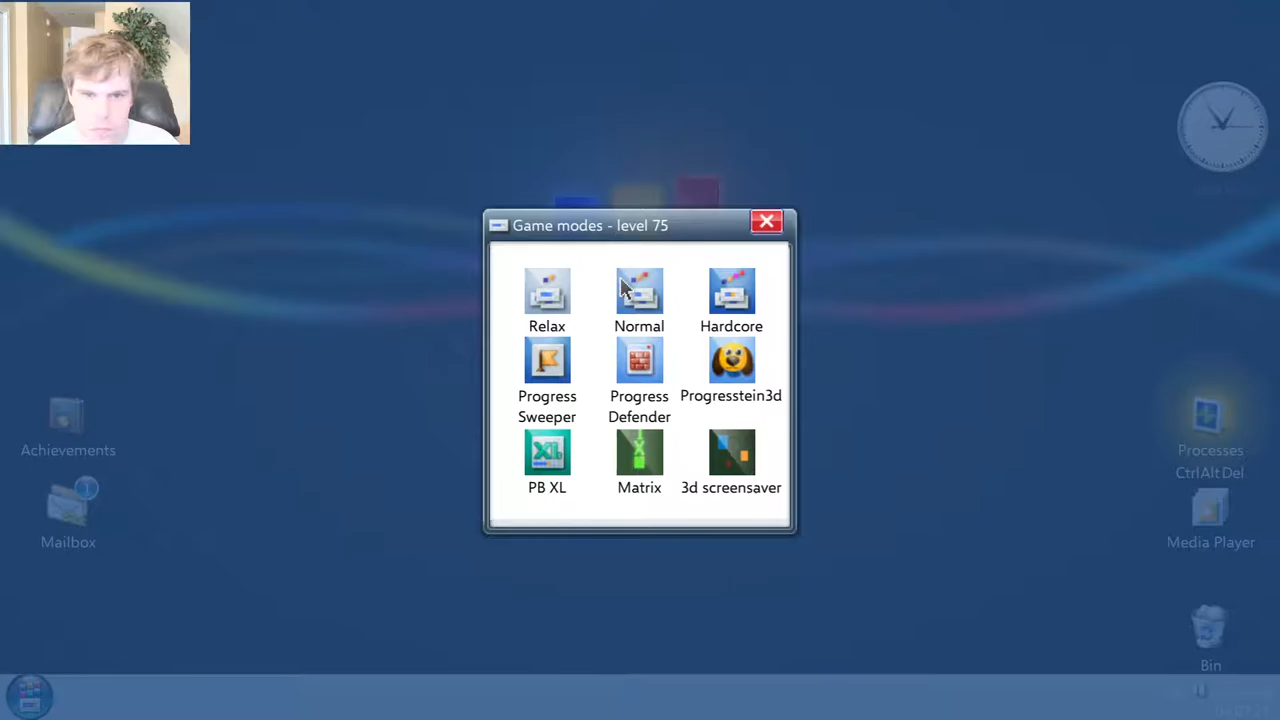 Game modes - level 75
Relax
Normal
Hardcore
Progress
Sweeper
Progress
Defender
Progresstein3d
PB XL
Matrix
3d screensaver
Achievements
Mailbox
1
Processes
CtrlAltDel
Media Player
Bin